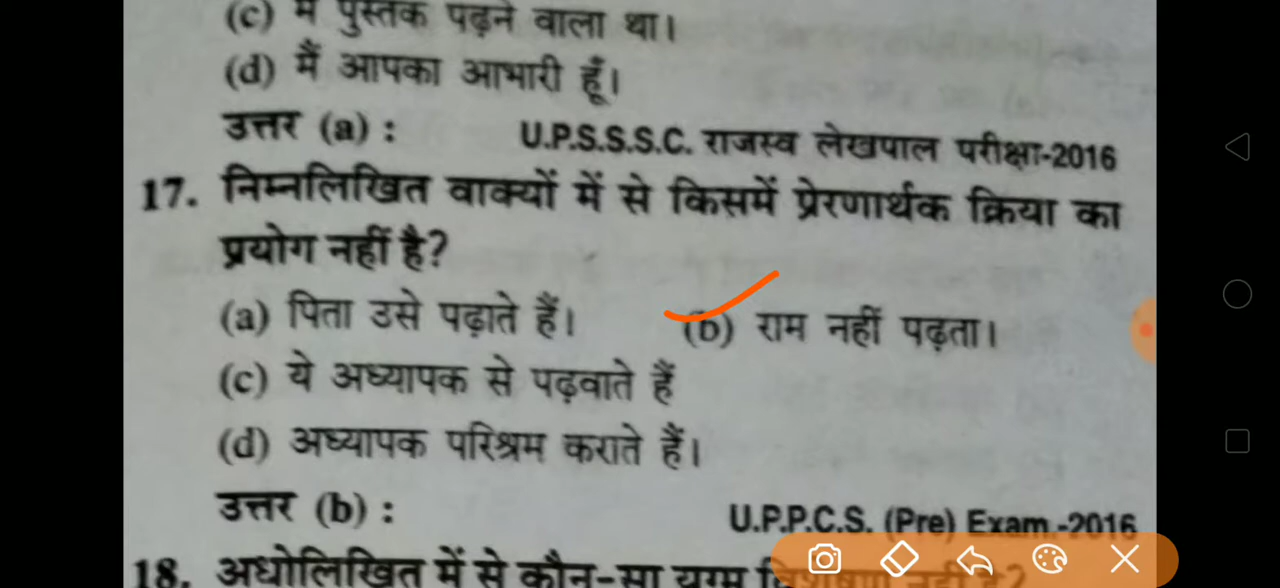 (c) मैं पुस्तक पढ़ने वाला था।
(d) मैं आपका आभारी हूँ।
उत्तर (a) : U.P.S.S.S.C. राजस्व लेखपाल परीक्षा-2016
17. निम्नलिखित वाक्यों में से किसमें प्रेरणार्थक क्रिया का
प्रयोग नहीं है?
(a) पिता उसे पढ़ाते हैं। (b) राम नहीं पढ़ता।
(c) ये अध्यापक से पढ़वाते हैं
(d) अध्यापक परिश्रम कराते हैं।
उत्तर (b) : U.P.P.C.S. (Pre) Exam.-2016
18. अधोलिखित में से कौन-सा युग्म नहीं है?